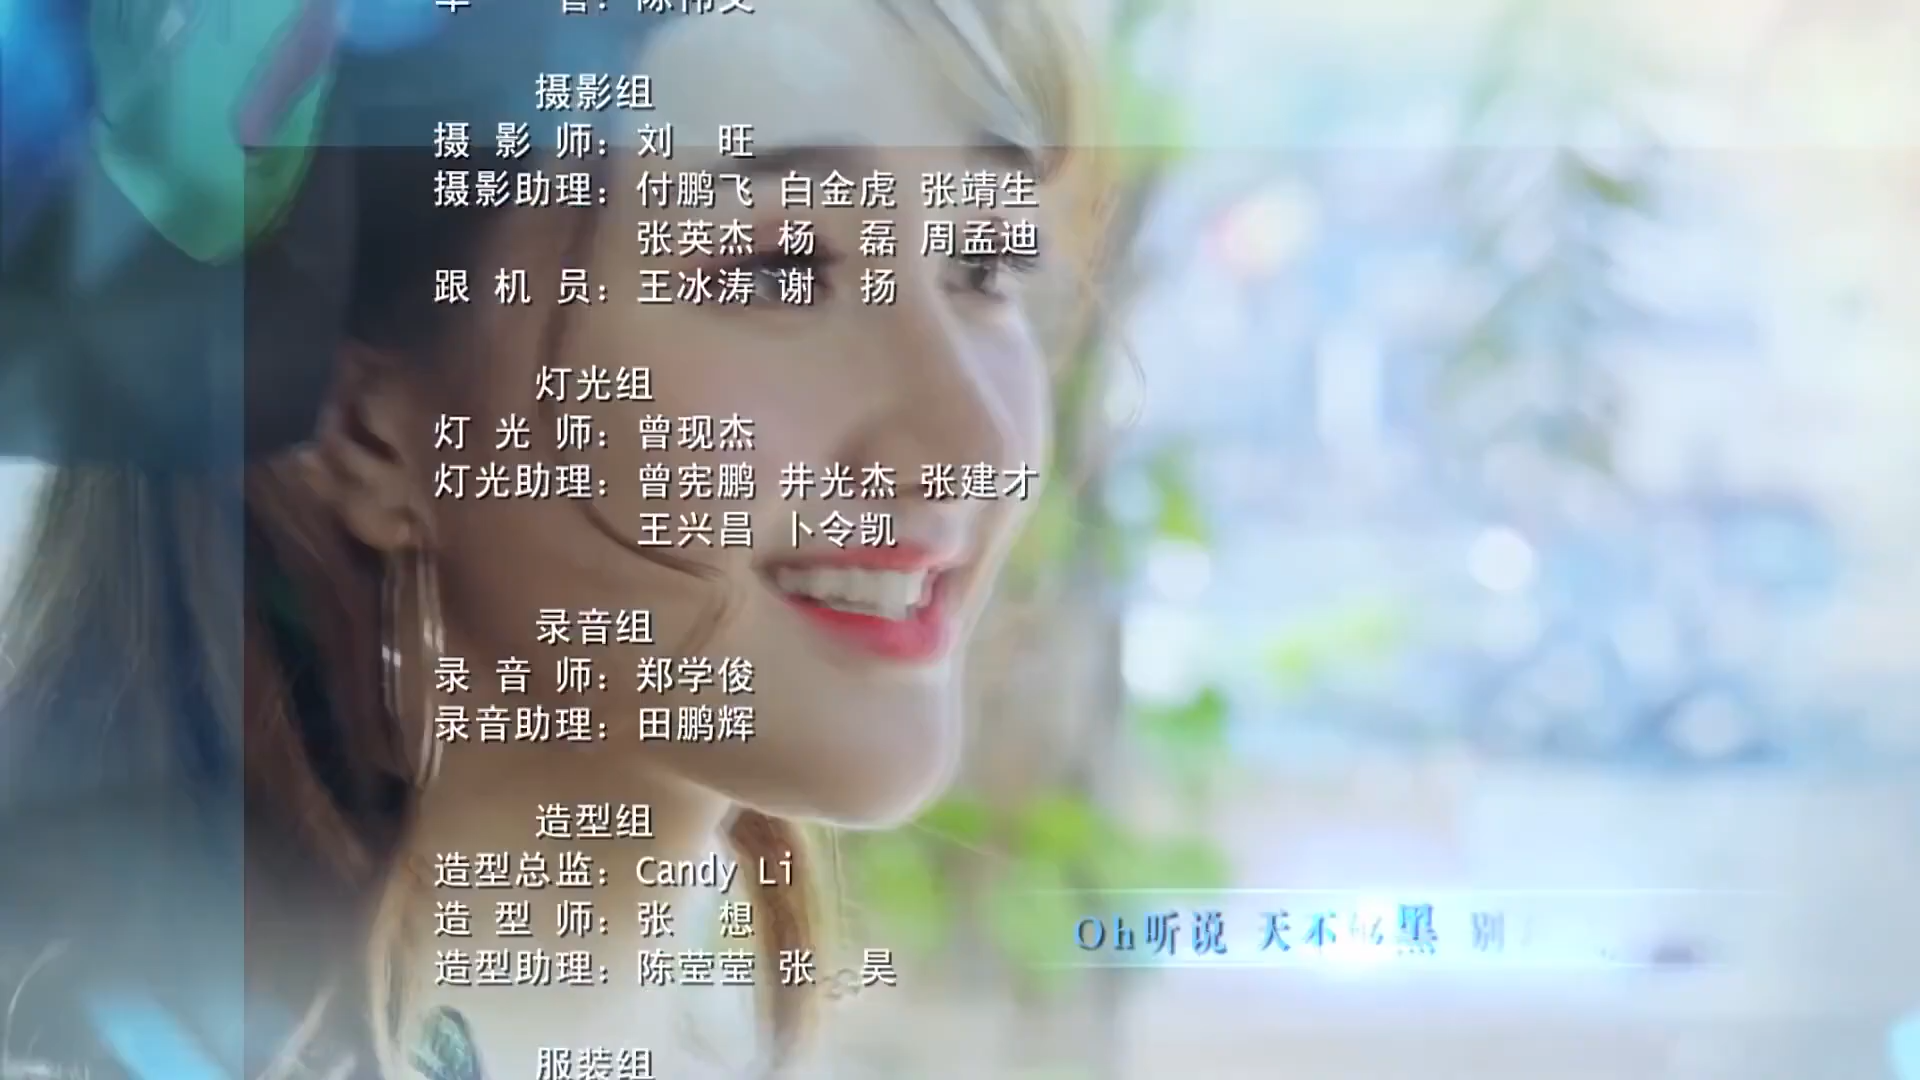 摄影组
摄 影 师：刘 旺
摄影助理：付鹏飞 白金虎 张靖生
张英杰 杨 磊 周孟迪
跟 机 员：王冰涛 谢 扬
灯光组
灯 光 师：曾现杰
灯光助理：曾宪鹏 井光杰 张建才
王兴昌 卜令凯
录音组
录 音 师：郑学俊
录音助理：田鹏辉
造型组
造型总监：Candy Li
造 型 师：张 想
造型助理：陈莹莹 张 昊
Oh听说 天不 黑 别
服装组